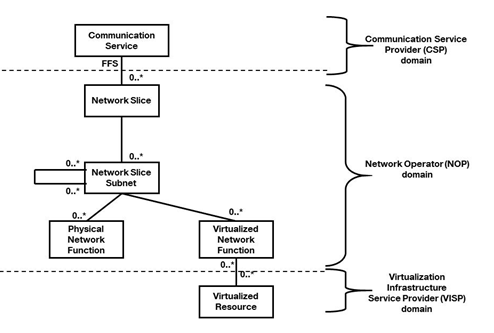 Communication
Service
Communication Service
Provider (CSP)
domain
FFS
0..*
Network Slice
0..*
0..*
Network Slice
Subnet
0..*
Network Operator (NOP)
domain
0..*
0..*
Physical
Network
Function
Virtualized
Network
Function
0..*
0..*
Virtualized
Resource
Virtualization
Infrastructure
Service Provider (VISP)
domain